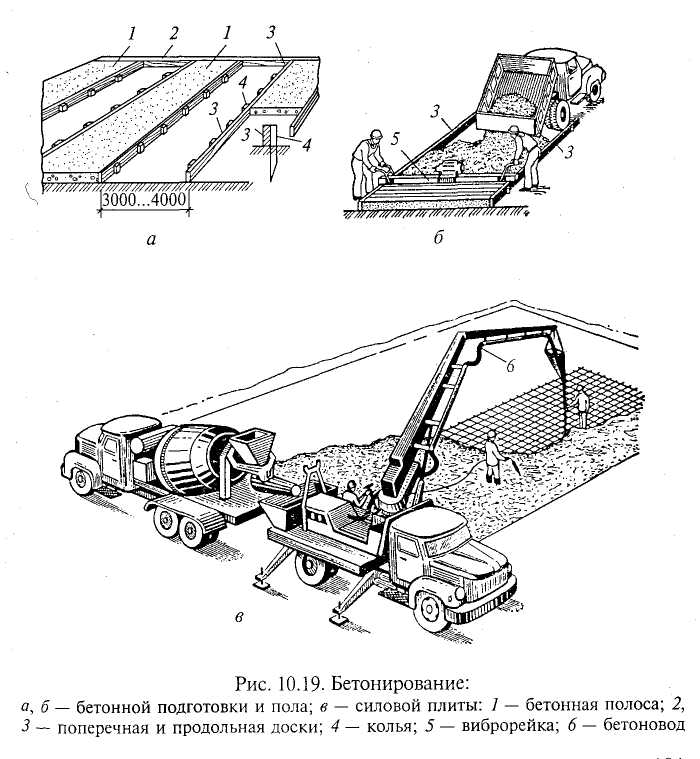 1 2 1 3
4
3
3 4
3000...4000
а
3
5
3
б
6
в
Рис. 10.19. Бетонирование:
а, б — бетонной подготовки и пола; в — силовой плиты: 1 — бетонная полоса; 2,
3 — поперечная и продольная доски; 4 — колья; 5 — виброрейка; 6 — бетоновод